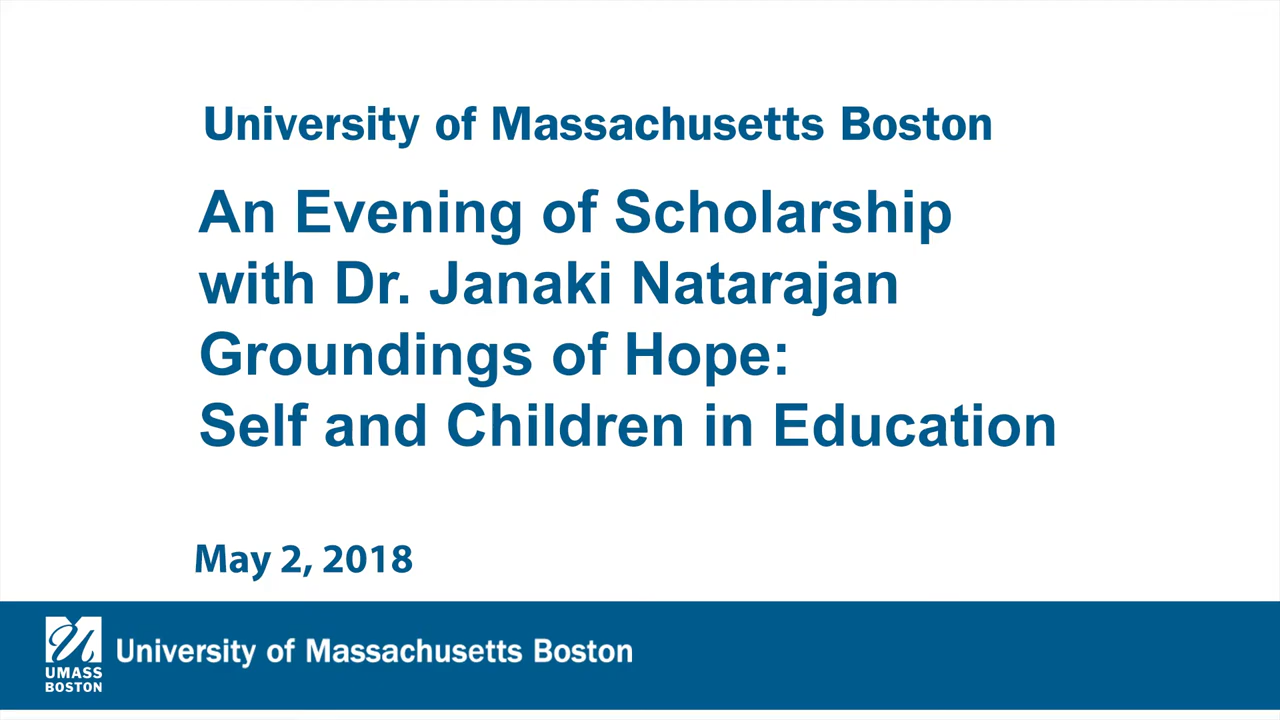 University of Massachusetts Boston
An Evening of Scholarship
with Dr. Janaki Natarajan
Groundings of Hope:
Self and Children in Education
May 2, 2018
University of Massachusetts Boston
UMASS
BOSTON